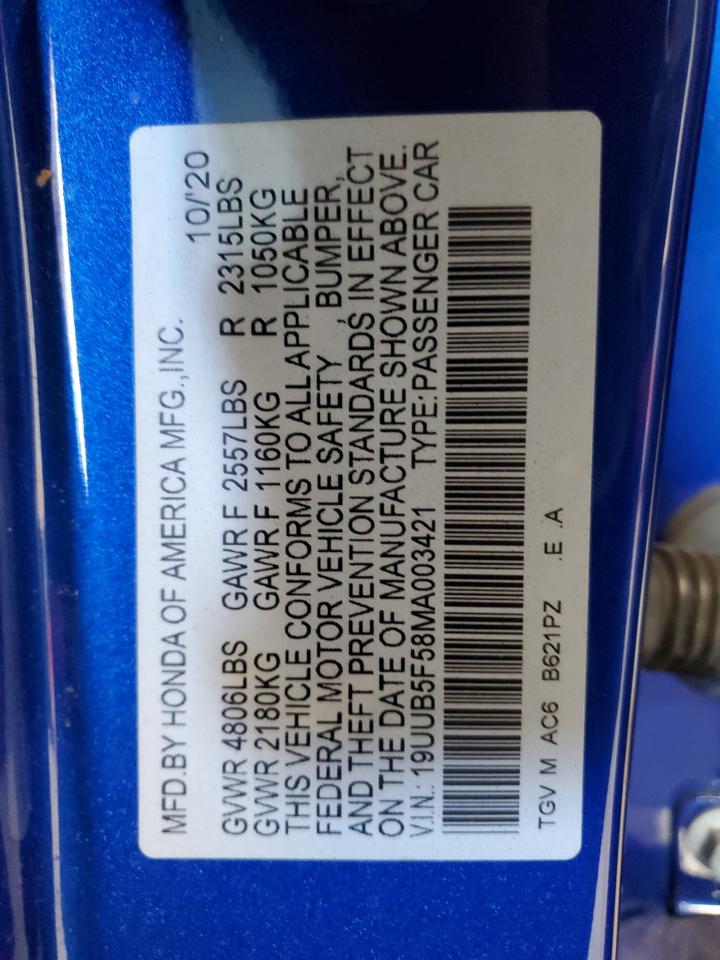 MFD.BY HONDA OF AMERICA MFG.,INC. 10/'20
GVWR 4806LBS GAWR F 2557LBS R 2315LBS
GVWR 2180KG GAWR F 1160KG R 1050KG
THIS VEHICLE CONFORMS TO ALL APPLICABLE
FEDERAL MOTOR VEHICLE SAFETY , BUMPER,
AND THEFT PREVENTION STANDARDS IN EFFECT
ON THE DATE OF MANUFACTURE SHOWN ABOVE.
V.I.N.: 19UUB5F58MA003421 TYPE:PASSENGER CAR
TGV M AC6 B621PZ .E .A